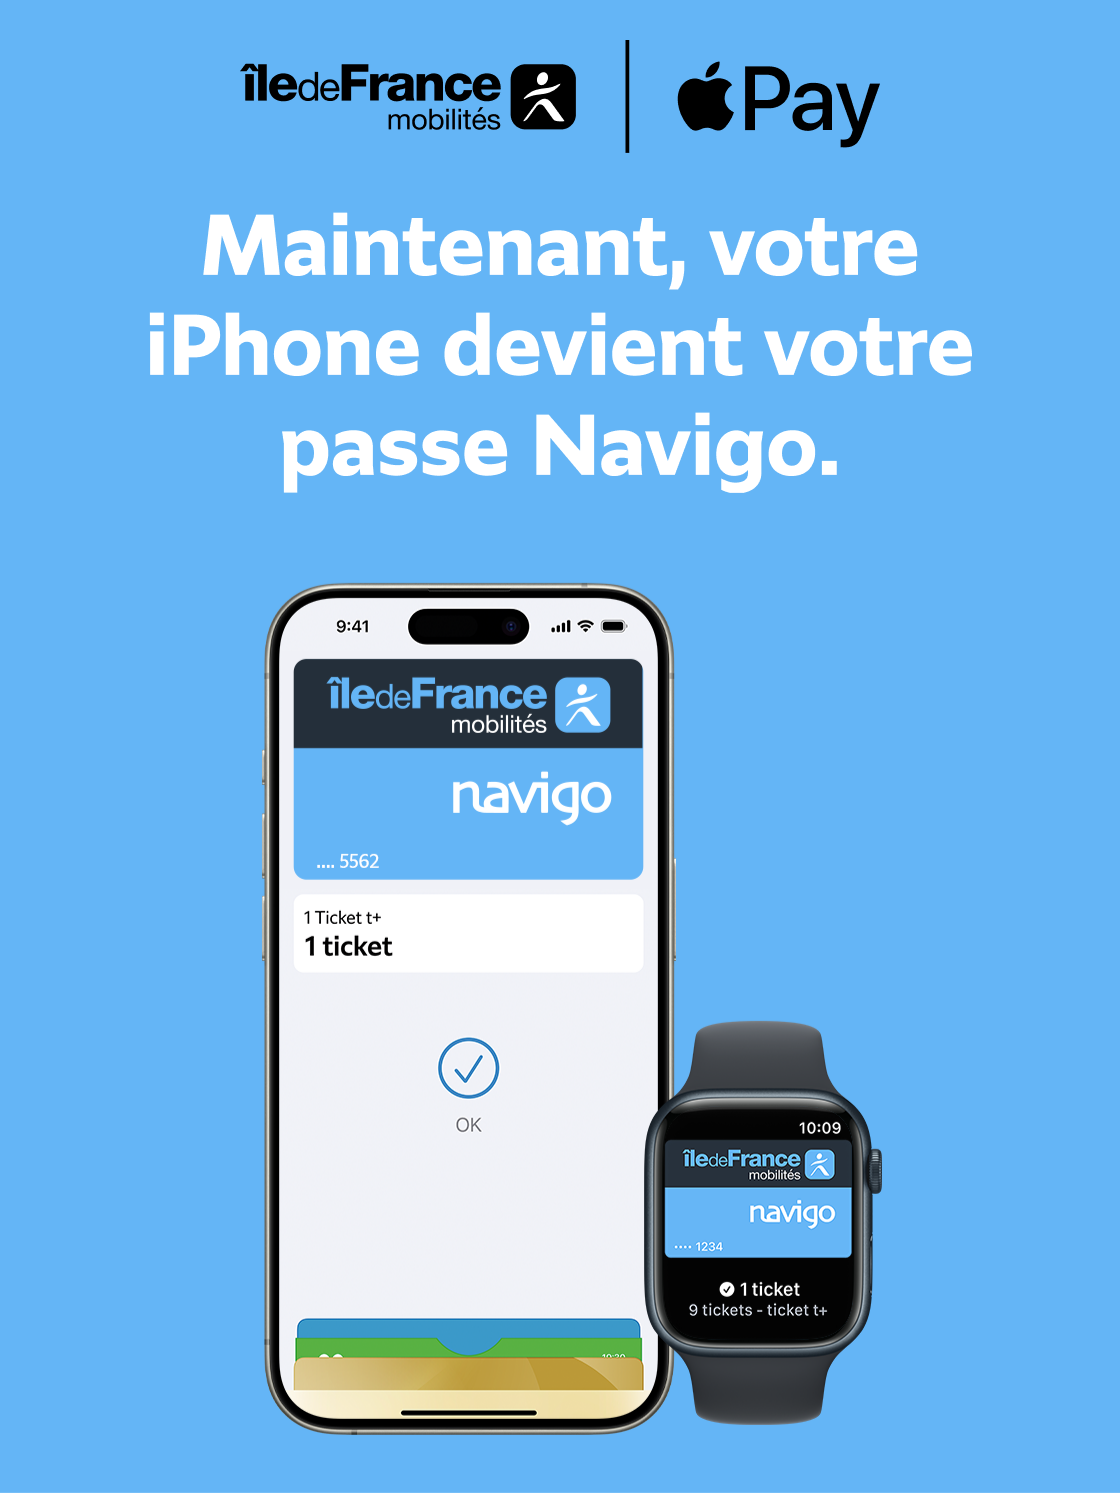 îledeFrance
mobilités
Pay
Maintenant, votre
iPhone devient votre
passe Navigo.
9:41
îledeFrance
mobilités
navigo
.... 5562
1 Ticket t+
1 ticket
OK
10:09
îledeFrance
mobilités
navigo
···· 1234
1 ticket
9 tickets - ticket t+